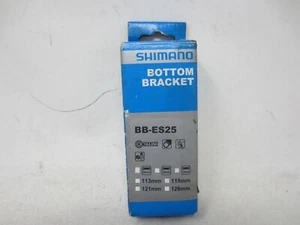 SHIMANO
BOTTOM
BRACKET
BB-ES25
113mm 118mm
121mm 126mm